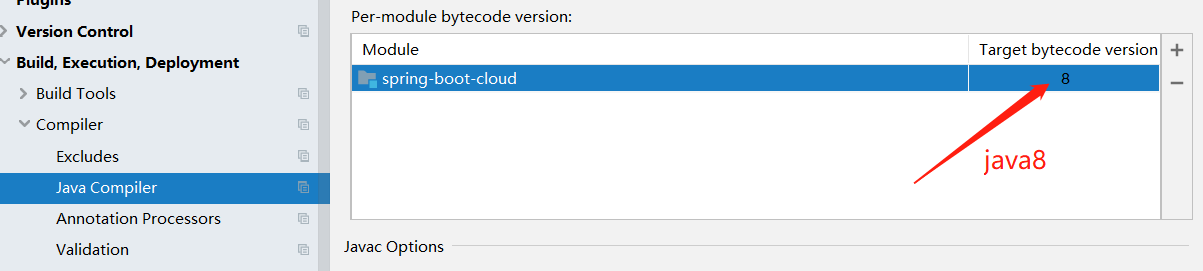 Plugins
Version Control
Build, Execution, Deployment
Build Tools
Compiler
Excludes
Java Compiler
Annotation Processors
Validation
Per-module bytecode version:
Module Target bytecode version
spring-boot-cloud 8
java8
Javac Options